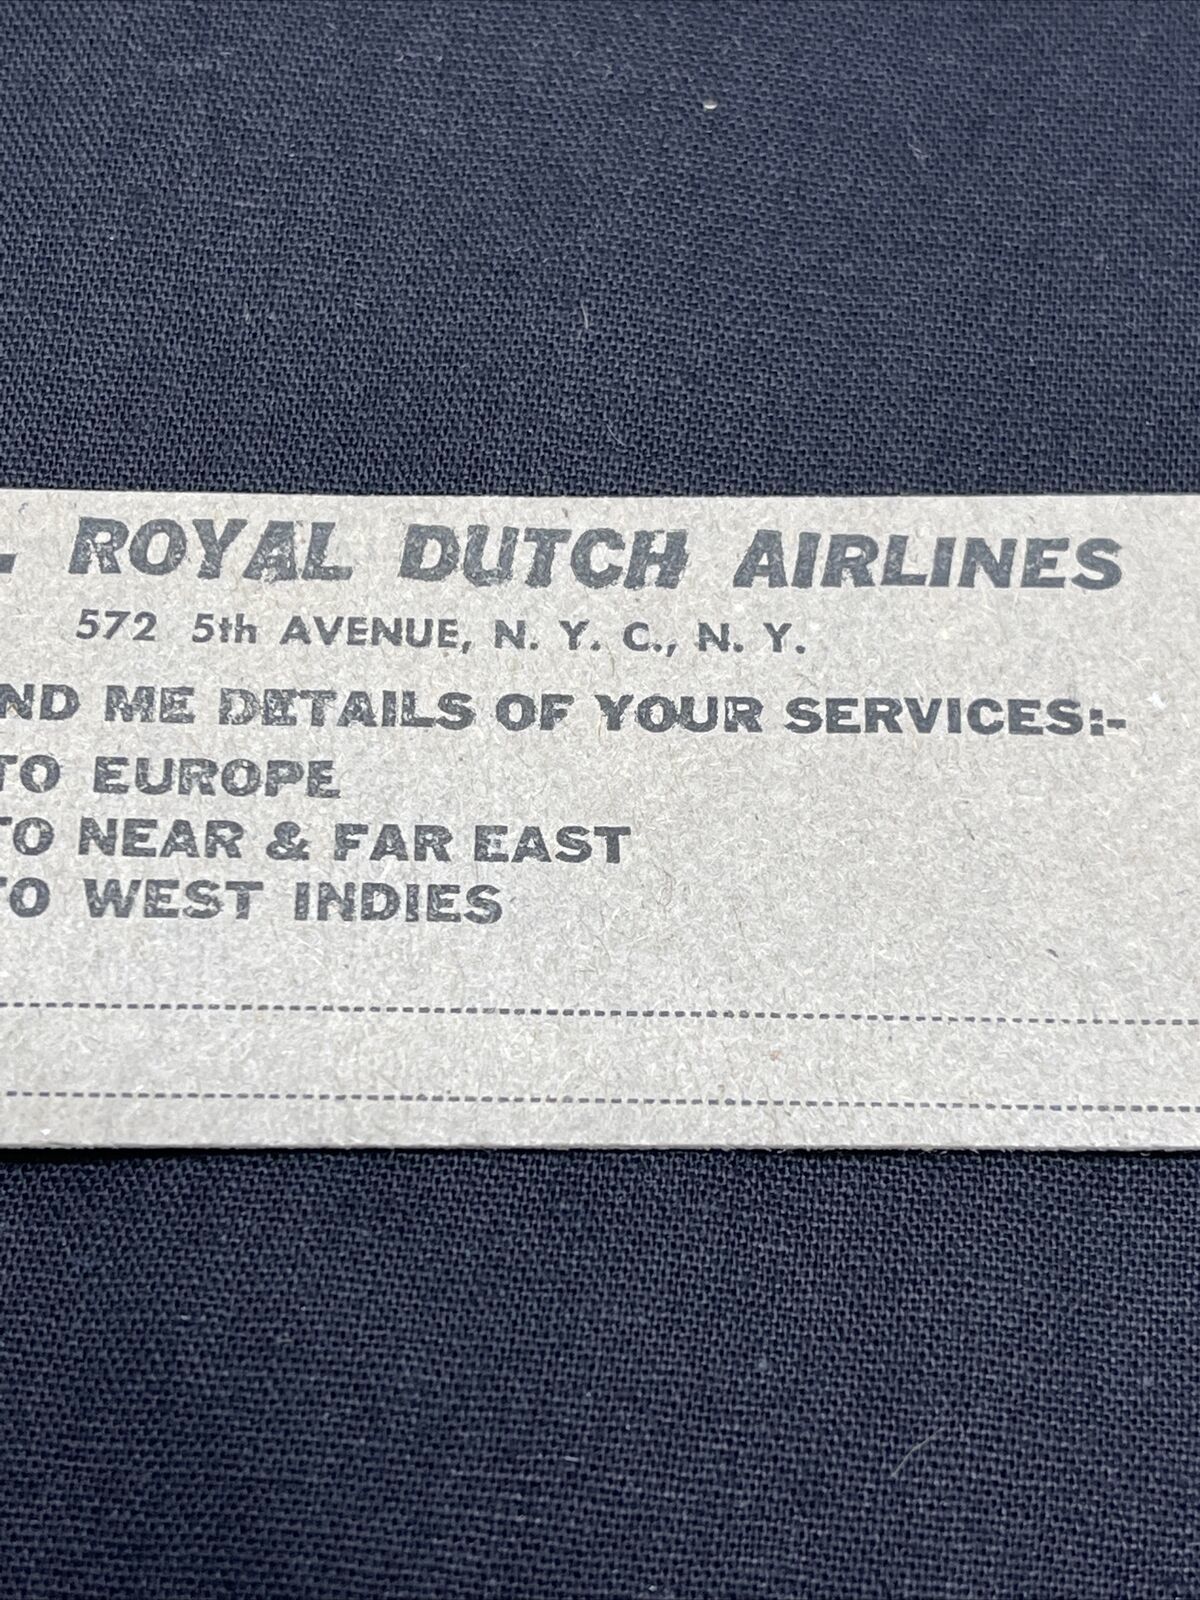 L ROYAL DUTCH AIRLINES
572 5th AVENUE, N. Y. C., N. Y.
ND ME DETAILS OF YOUR SERVICES:-
TO EUROPE
TO NEAR & FAR EAST
TO WEST INDIES